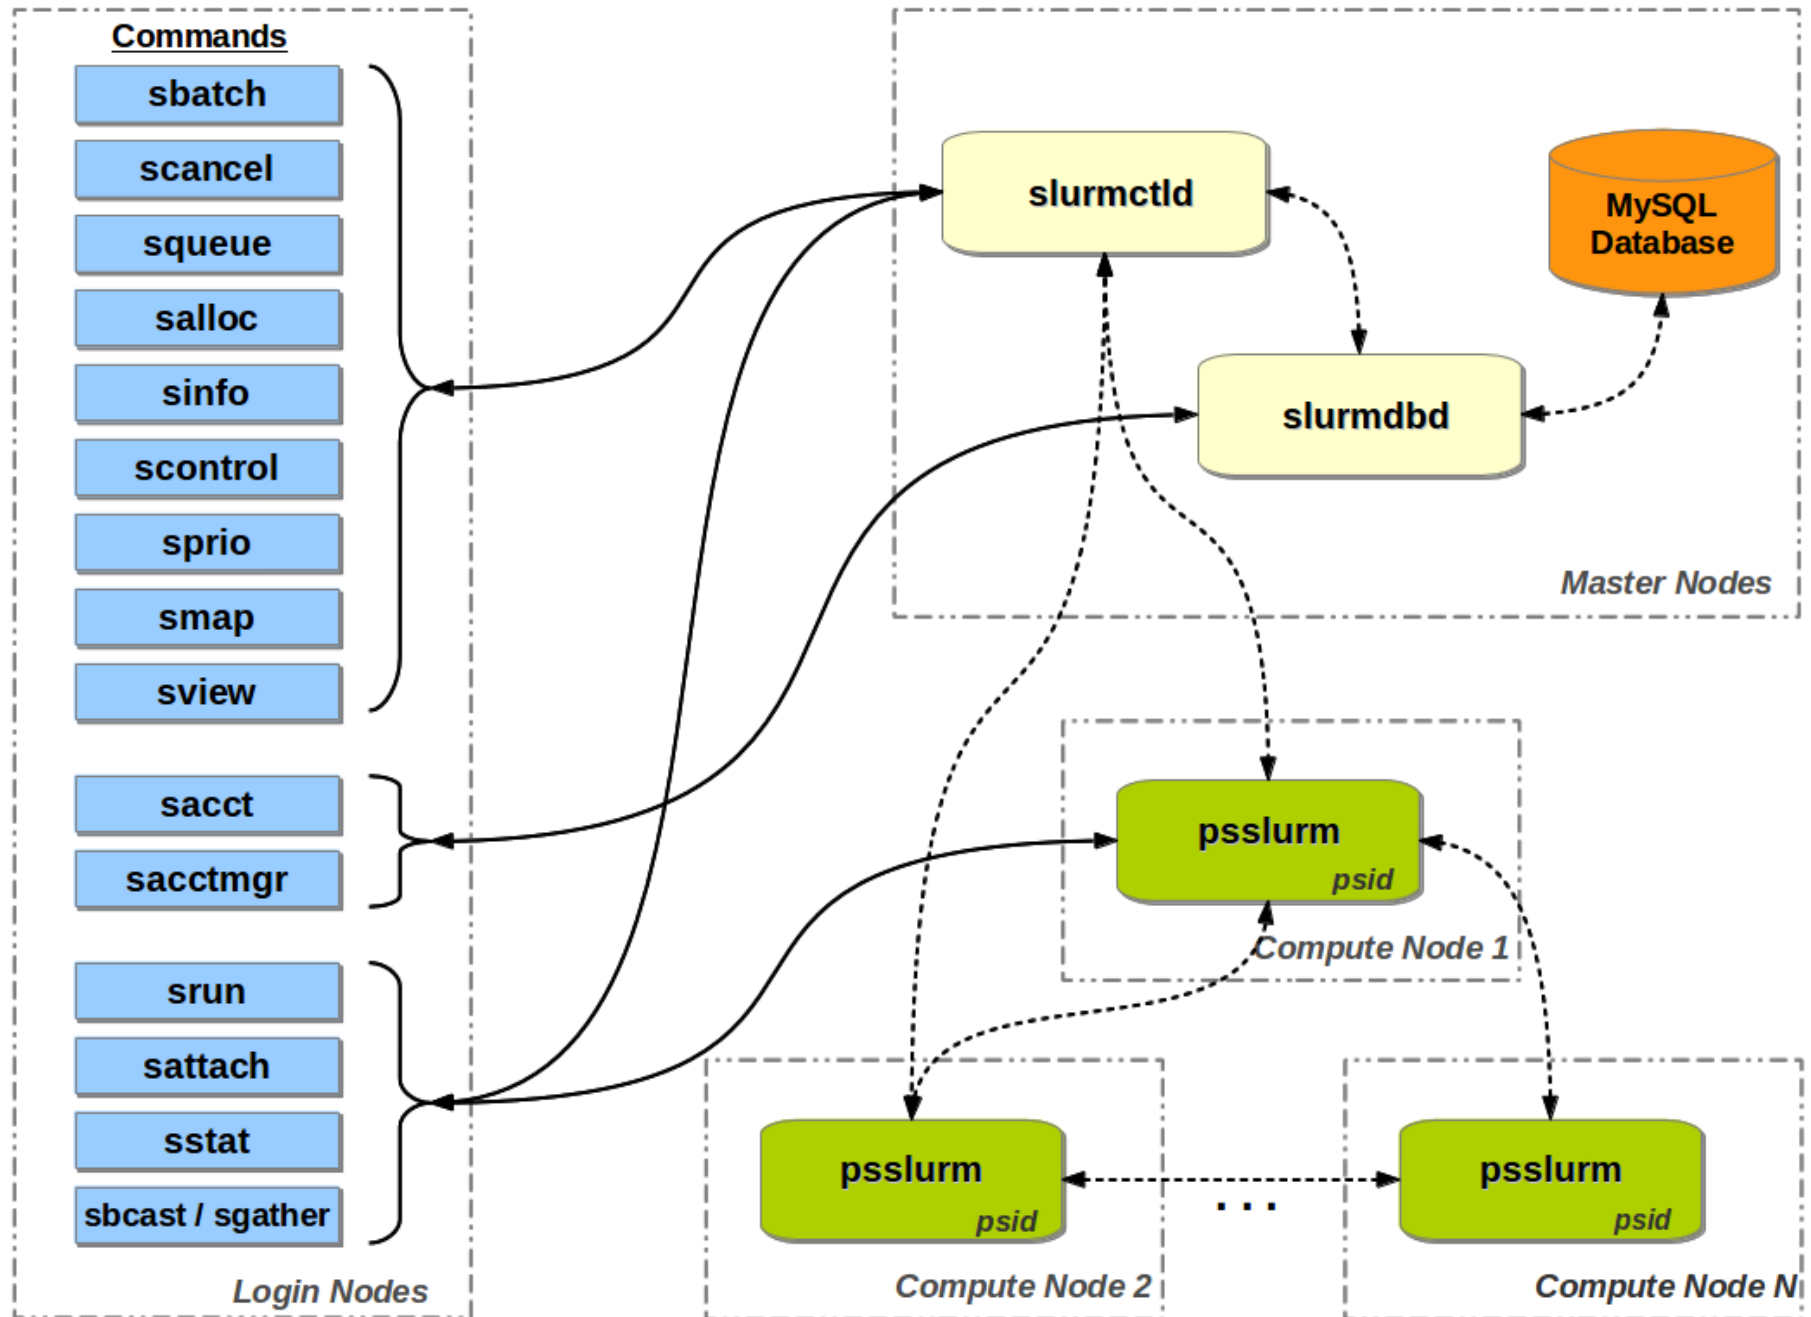 Commands
sbatch
scancel
squeue
salloc
sinfo
scontrol
sprio
smap
sview
sacct
sacctmgr
srun
sattach
sstat
sbcast / sgather
Login Nodes
slurmctld
MySQL
Database
slurmdbd
Master Nodes
psslurm
psid
Compute Node 1
psslurm
psid
Compute Node 2
. . .
psslurm
psid
Compute Node N